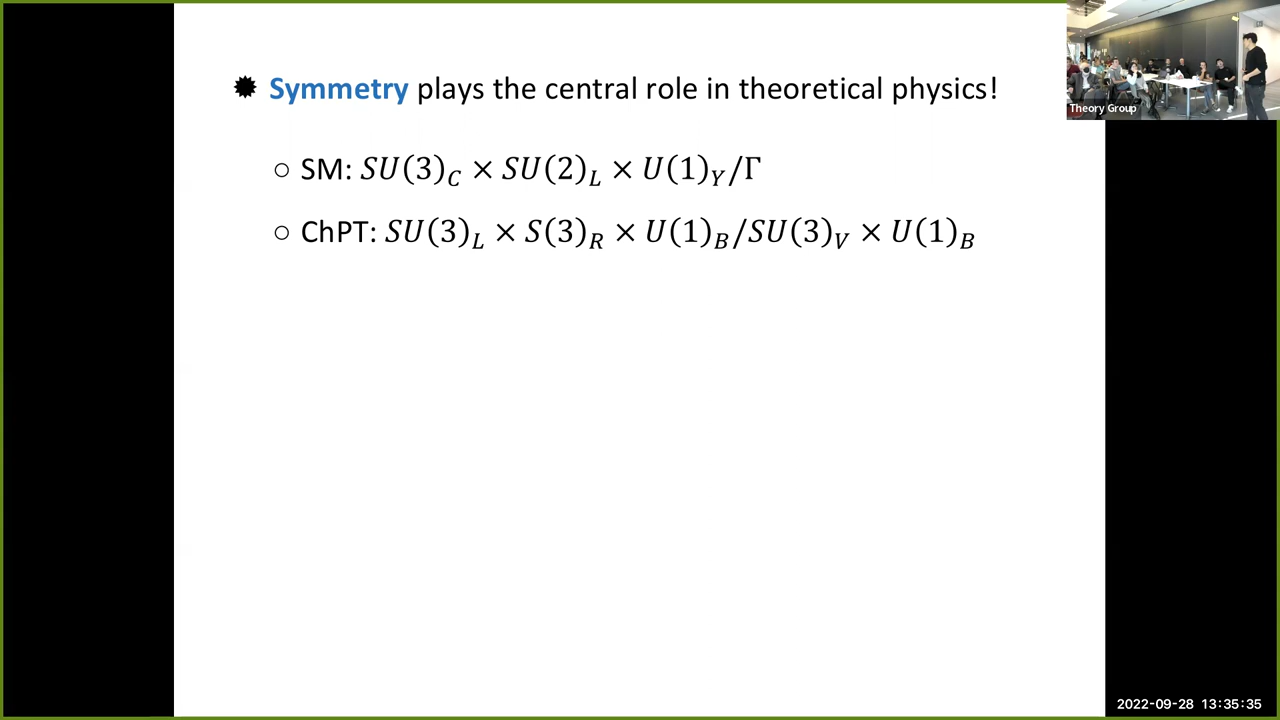 ✹ Symmetry plays the central role in theoretical physics!
○ SM: SU(3)_C × SU(2)_L × U(1)_Y/Γ
○ ChPT: SU(3)_L × S(3)_R × U(1)_B/SU(3)_V × U(1)_B
Theory Group
2022-09-28 13:35:35